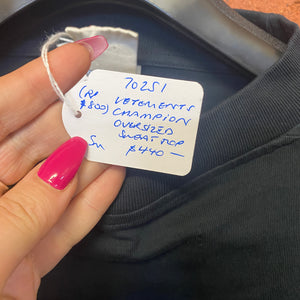 70251
(RP VETEMENTS
$800) CHAMPION
OVERSIZED
Sm SWEAT TOP
$440 —